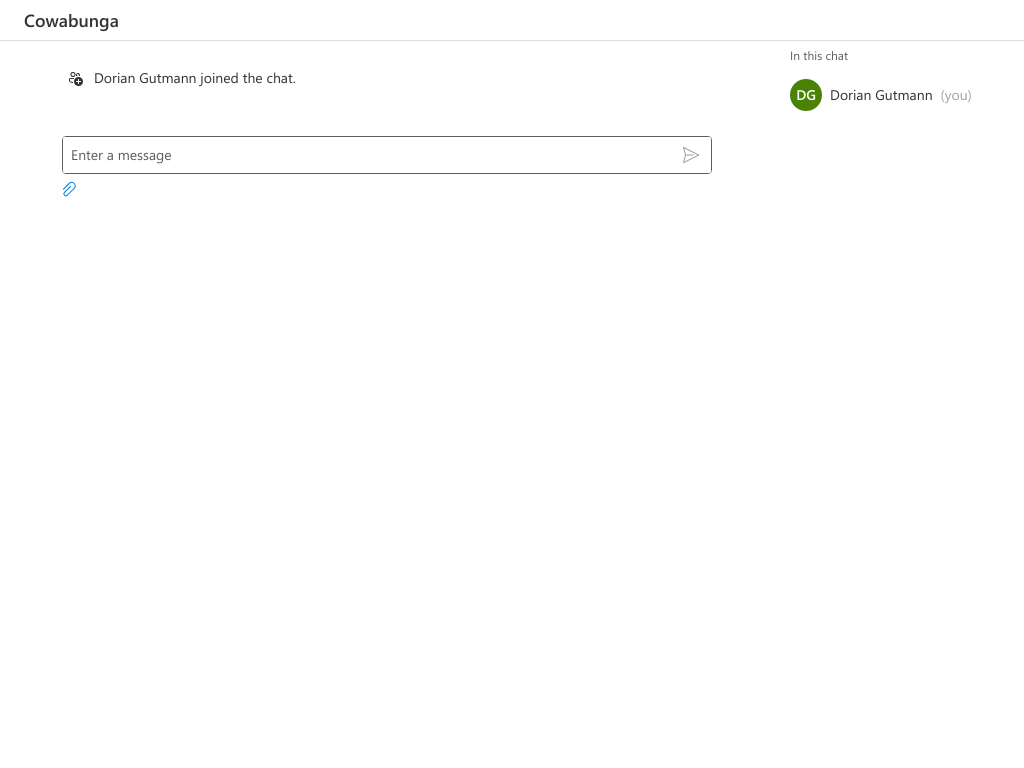 Cowabunga
Dorian Gutmann joined the chat.
Enter a message
In this chat
DG Dorian Gutmann (you)